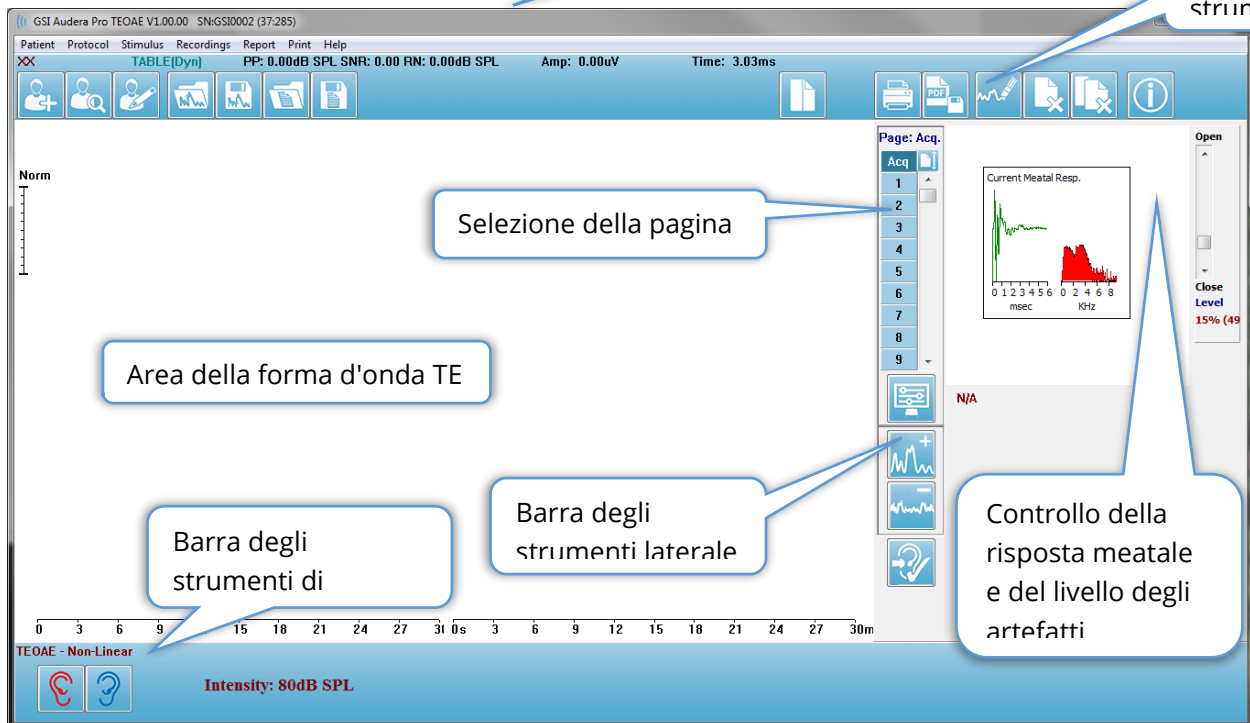 GSI Audera Pro TEOAE V1.00.00 SN:GSI0002 (37:285)
Patient Protocol Stimulus Recordings Report Print Help
XX TABLE(Dyn) PP: 0.00dB SPL SNR: 0.00 RN: 0.00dB SPL Amp: 0.00uV Time: 3.03ms
PDF
Norm
Page: Acq.
Acq
1
2
3
4
5
6
7
8
9
Current Meatal Resp.
0 1 2 3 4 5 6 0 2 4 6 8
msec KHz
Open
Close
Level
15% (49
N/A
Selezione della pagina
Area della forma d'onda TE
Barra degli
strumenti laterale
Barra degli
strumenti di
Controllo della
risposta meatale
e del livello degli
artefatti
0 3 6 9 15 18 21 24 27 0s 3 6 9 12 15 18 21 24 27 30m
TEOAE - Non-Linear
Intensity: 80dB SPL